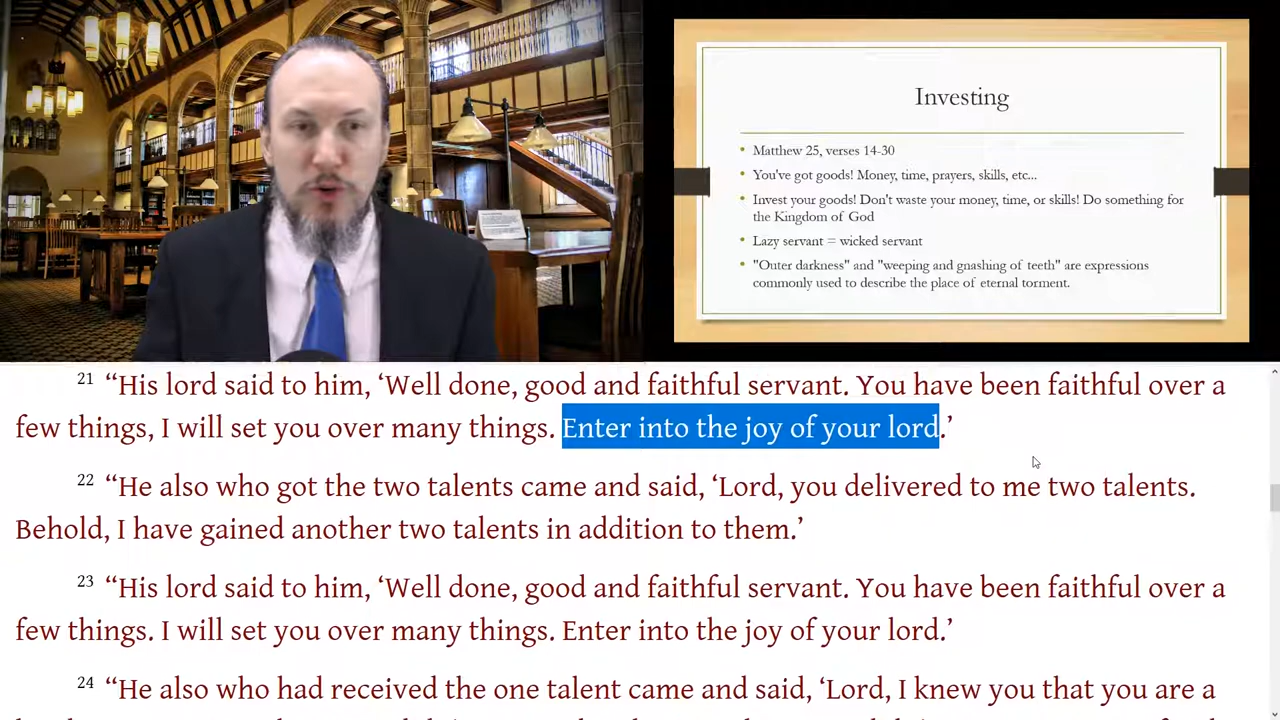 Investing
• Matthew 25, verses 14-30
• You've got goods! Money, time, prayers, skills, etc...
• Invest your goods! Don't waste your money, time, or skills! Do something for
the Kingdom of God
• Lazy servant = wicked servant
• "Outer darkness" and "weeping and gnashing of teeth" are expressions
commonly used to describe the place of eternal torment.
21 “His lord said to him, ‘Well done, good and faithful servant. You have been faithful over a
few things, I will set you over many things. Enter into the joy of your lord.’
22 “He also who got the two talents came and said, ‘Lord, you delivered to me two talents.
Behold, I have gained another two talents in addition to them.’
23 “His lord said to him, ‘Well done, good and faithful servant. You have been faithful over a
few things. I will set you over many things. Enter into the joy of your lord.’
24 “He also who had received the one talent came and said, ‘Lord, I knew you that you are a